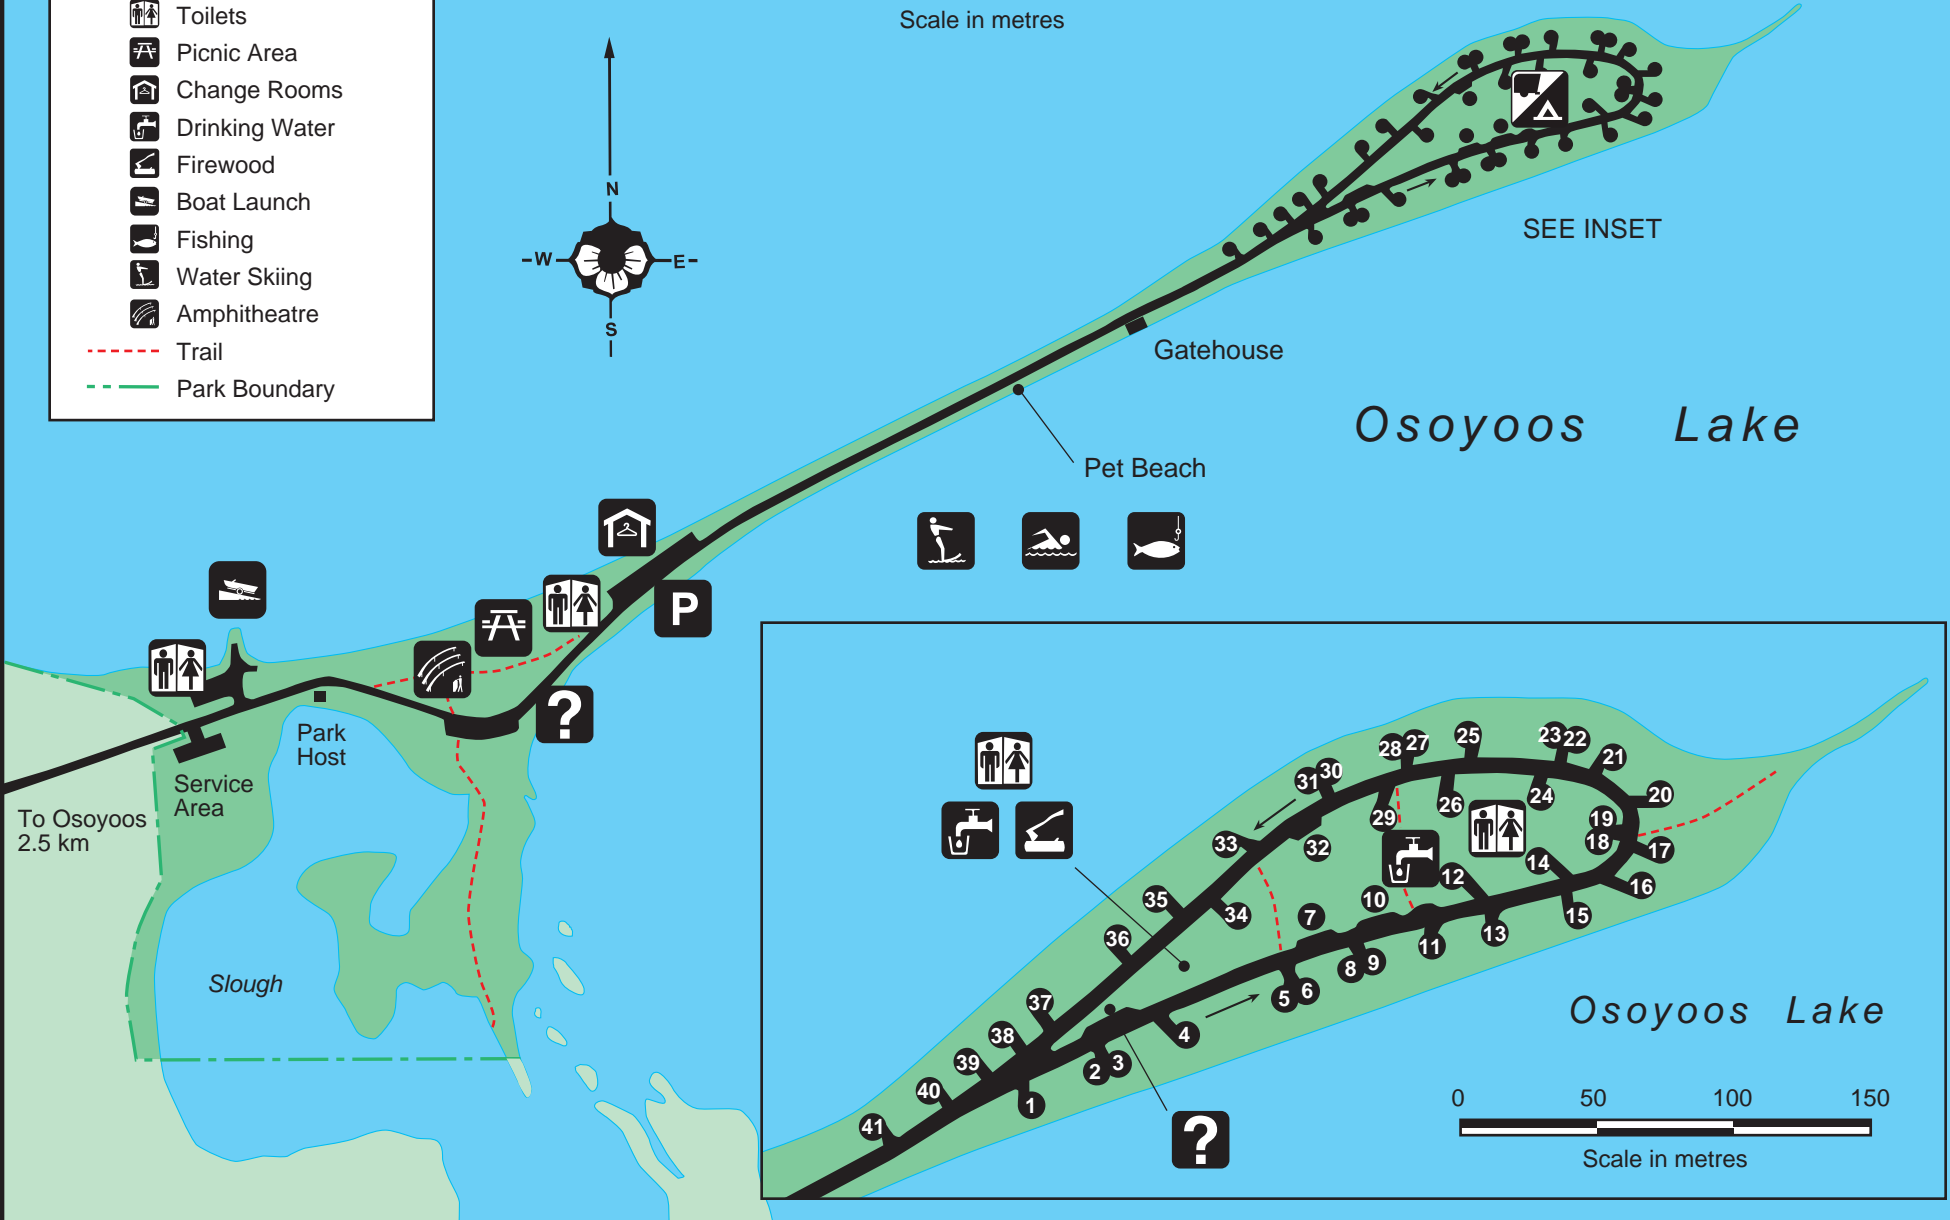 Toilets
Picnic Area
Change Rooms
Drinking Water
Firewood
Boat Launch
Fishing
Water Skiing
Amphitheatre
Trail
Park Boundary
Scale in metres
N
W
E
S
SEE INSET
Gatehouse
Osoyoos Lake
Pet Beach
P
?
Park
Host
Service
Area
To Osoyoos
2.5 km
Slough
1
2
3
4
5
6
7
8
9
10
11
12
13
14
15
16
17
18
19
20
21
22
23
24
25
26
27
28
29
30
31
32
33
34
35
36
37
38
39
40
41
?
Osoyoos Lake
0 50 100 150
Scale in metres